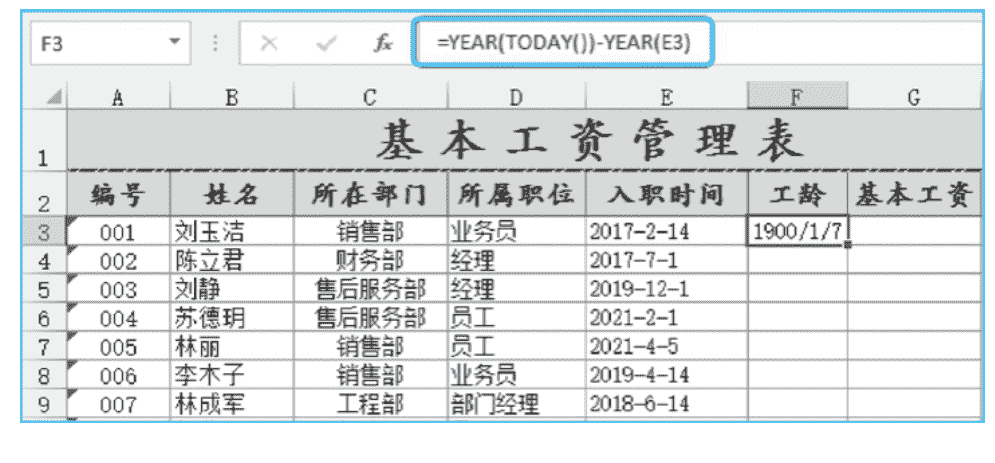 F3 fx =YEAR(TODAY())-YEAR(E3)
A B C D E F G
1 基本工资管理表
2 编号 姓名 所在部门 所属职位 入职时间 工龄 基本工资
3 001 刘玉洁 销售部 业务员 2017-2-14 1900/1/7
4 002 陈立君 财务部 经理 2017-7-1
5 003 刘静 售后服务部 经理 2019-12-1
6 004 苏德玥 售后服务部 员工 2021-2-1
7 005 林丽 销售部 员工 2021-4-5
8 006 李木子 销售部 业务员 2019-4-14
9 007 林成军 工程部 部门经理 2018-6-14